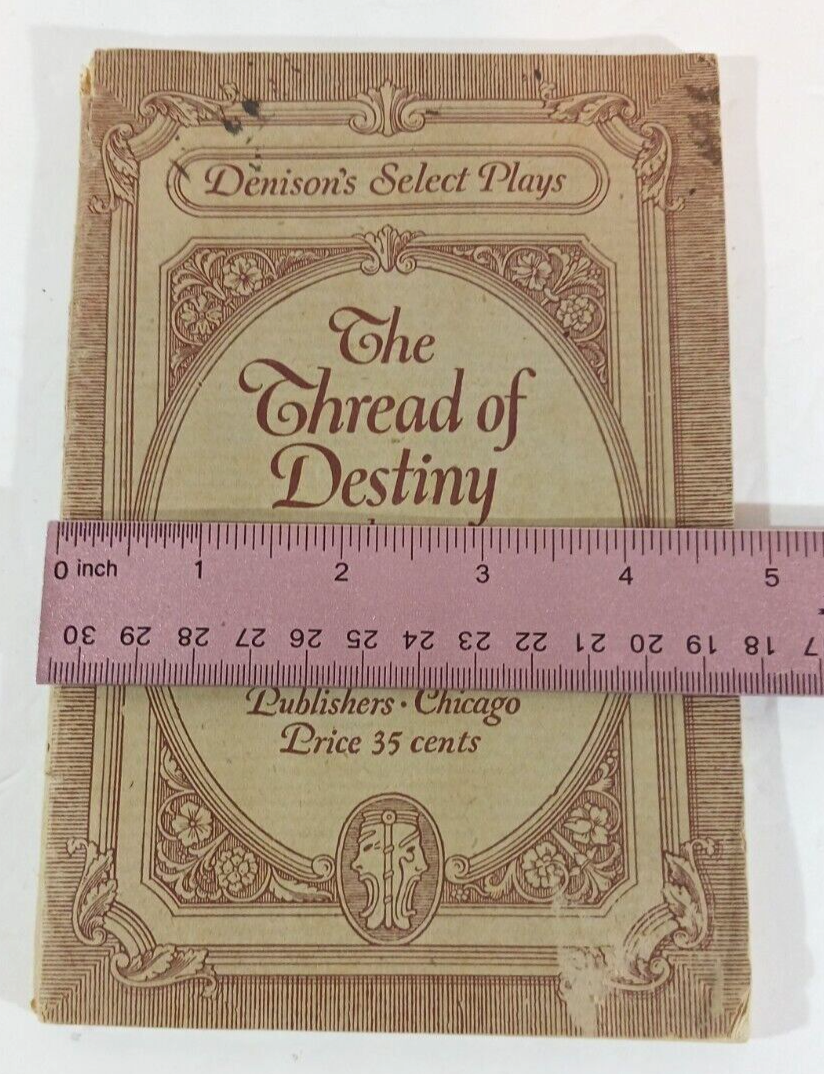 Denison's Select Plays
The
Thread of
Destiny
0 inch 1 2 3 4 5
30 29 28 27 26 25 24 23 22 21 20 19 18 7
Publishers · Chicago
Price 35 cents